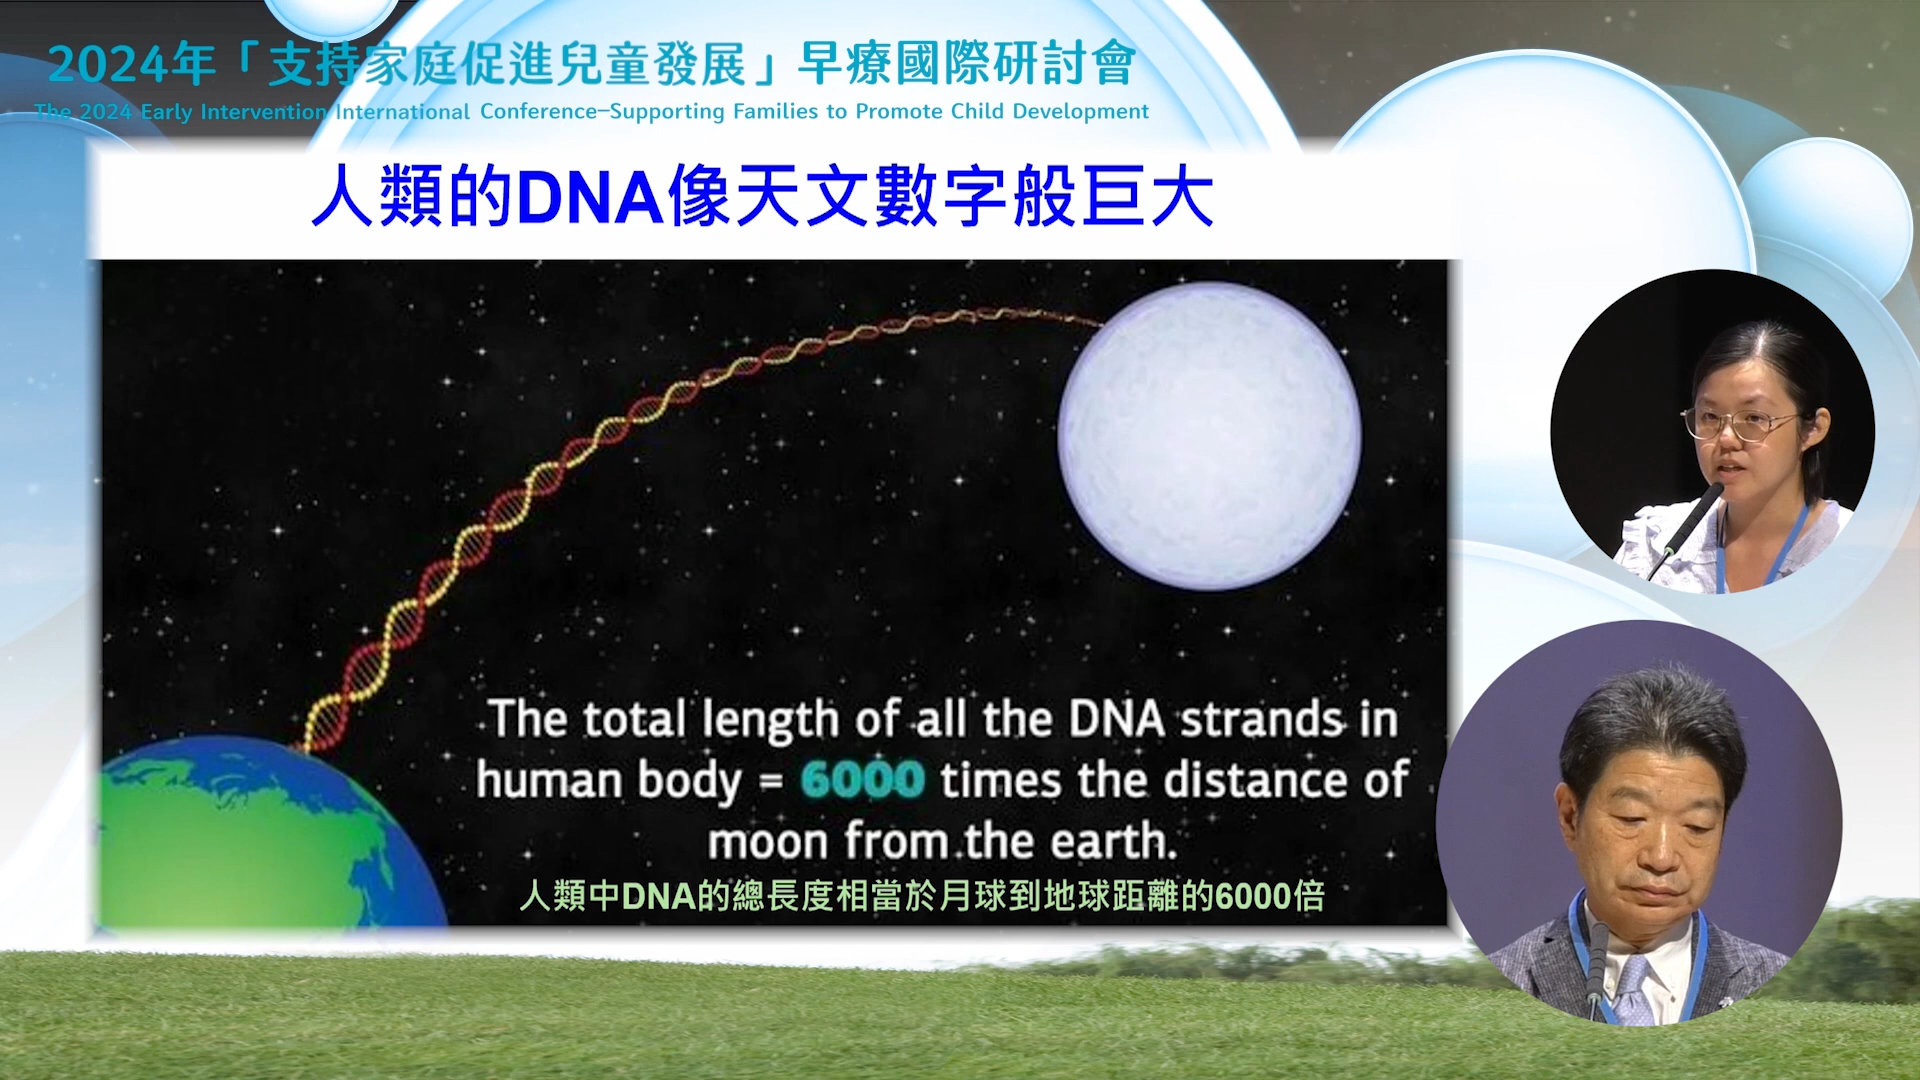 2024年「支持家庭促進兒童發展」早療國際研討會
The 2024 Early Intervention International Conference—Supporting Families to Promote Child Development
人類的DNA像天文數字般巨大
The total length of all the DNA strands in
human body = 6000 times the distance of
moon from the earth.
人類中DNA的總長度相當於月球到地球距離的6000倍